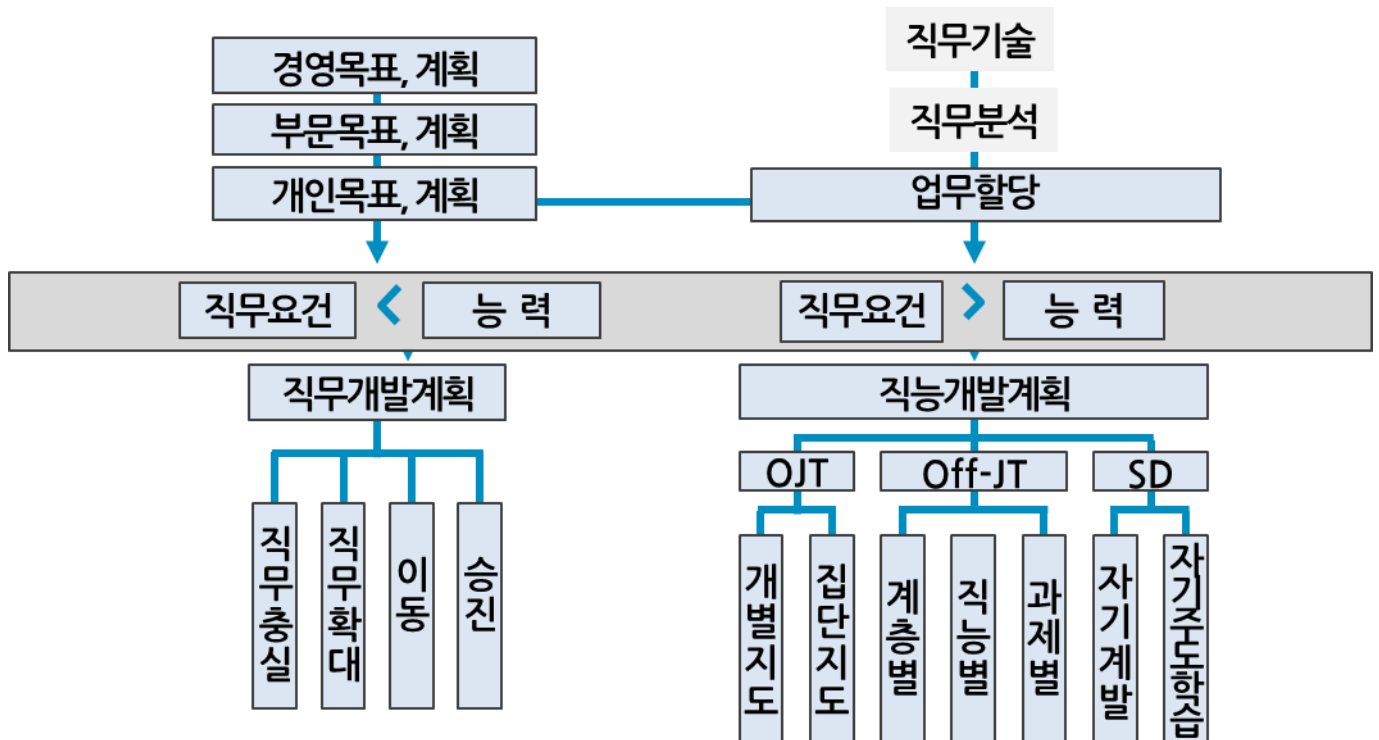 경영목표, 계획
부문목표, 계획
개인목표, 계획
직무기술
직무분석
업무할당
직무요건 < 능 력
직무요건 > 능 력
직무개발계획
직무충실
직무확대
이동
승진
직능개발계획
OJT
Off-JT
SD
개별지도
집단지도
계층별
직능별
과제별
자기계발
자기주도학습